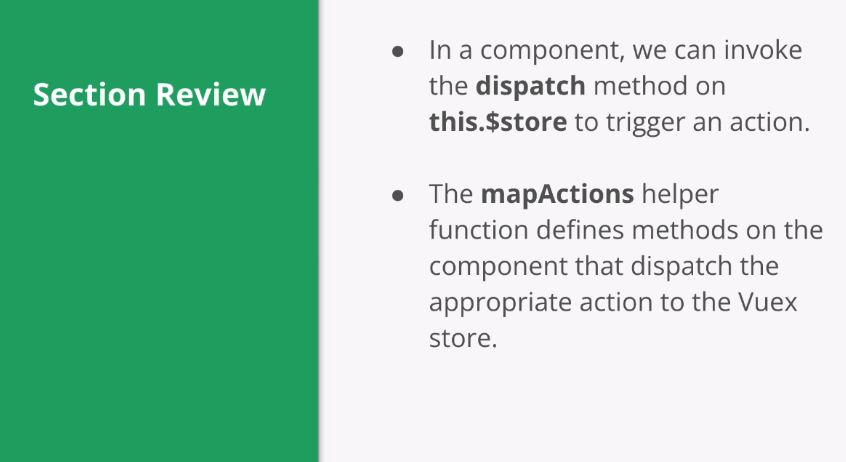 Section Review
● In a component, we can invoke
the dispatch method on
this.$store to trigger an action.
● The mapActions helper
function defines methods on the
component that dispatch the
appropriate action to the Vuex
store.